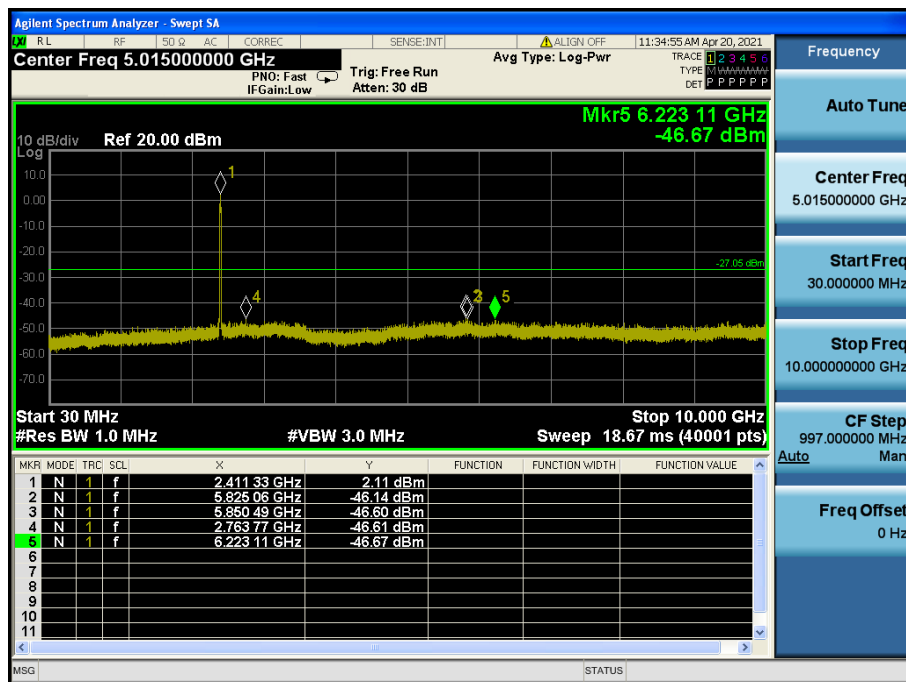 Agilent Spectrum Analyzer - Swept SA
LXI RL RF 50 Ω AC CORREC SENSE:INT ALIGN OFF 11:34:55 AM Apr 20, 2021
Center Freq 5.015000000 GHz
PNO: Fast
IFGain:Low
Trig: Free Run
Atten: 30 dB
Avg Type: Log-Pwr
TRACE 1 2 3 4 5 6
TYPE M
DET P P P P P P
Mkr5 6.223 11 GHz
-46.67 dBm
10 dB/div
Log
Ref 20.00 dBm
10.0
0.00
-10.0
-20.0
-30.0
-40.0
-50.0
-60.0
-70.0
1
4
3
5
-27.05 dBm
Start 30 MHz
Stop 10.000 GHz
#Res BW 1.0 MHz
#VBW 3.0 MHz
Sweep 18.67 ms (40001 pts)
MKR MODE TRC SCL X Y FUNCTION FUNCTION WIDTH FUNCTION VALUE
1 N 1 f 2.411 33 GHz 2.11 dBm
2 N 1 f 5.825 06 GHz -46.14 dBm
3 N 1 f 5.850 49 GHz -46.60 dBm
4 N 1 f 2.763 77 GHz -46.61 dBm
5 N 1 f 6.223 11 GHz -46.67 dBm
6
7
8
9
10
11
MSG
STATUS
Frequency
Auto Tune
Center Freq
5.015000000 GHz
Start Freq
30.000000 MHz
Stop Freq
10.000000000 GHz
CF Step
997.000000 MHz
Auto Man
Freq Offset
0 Hz